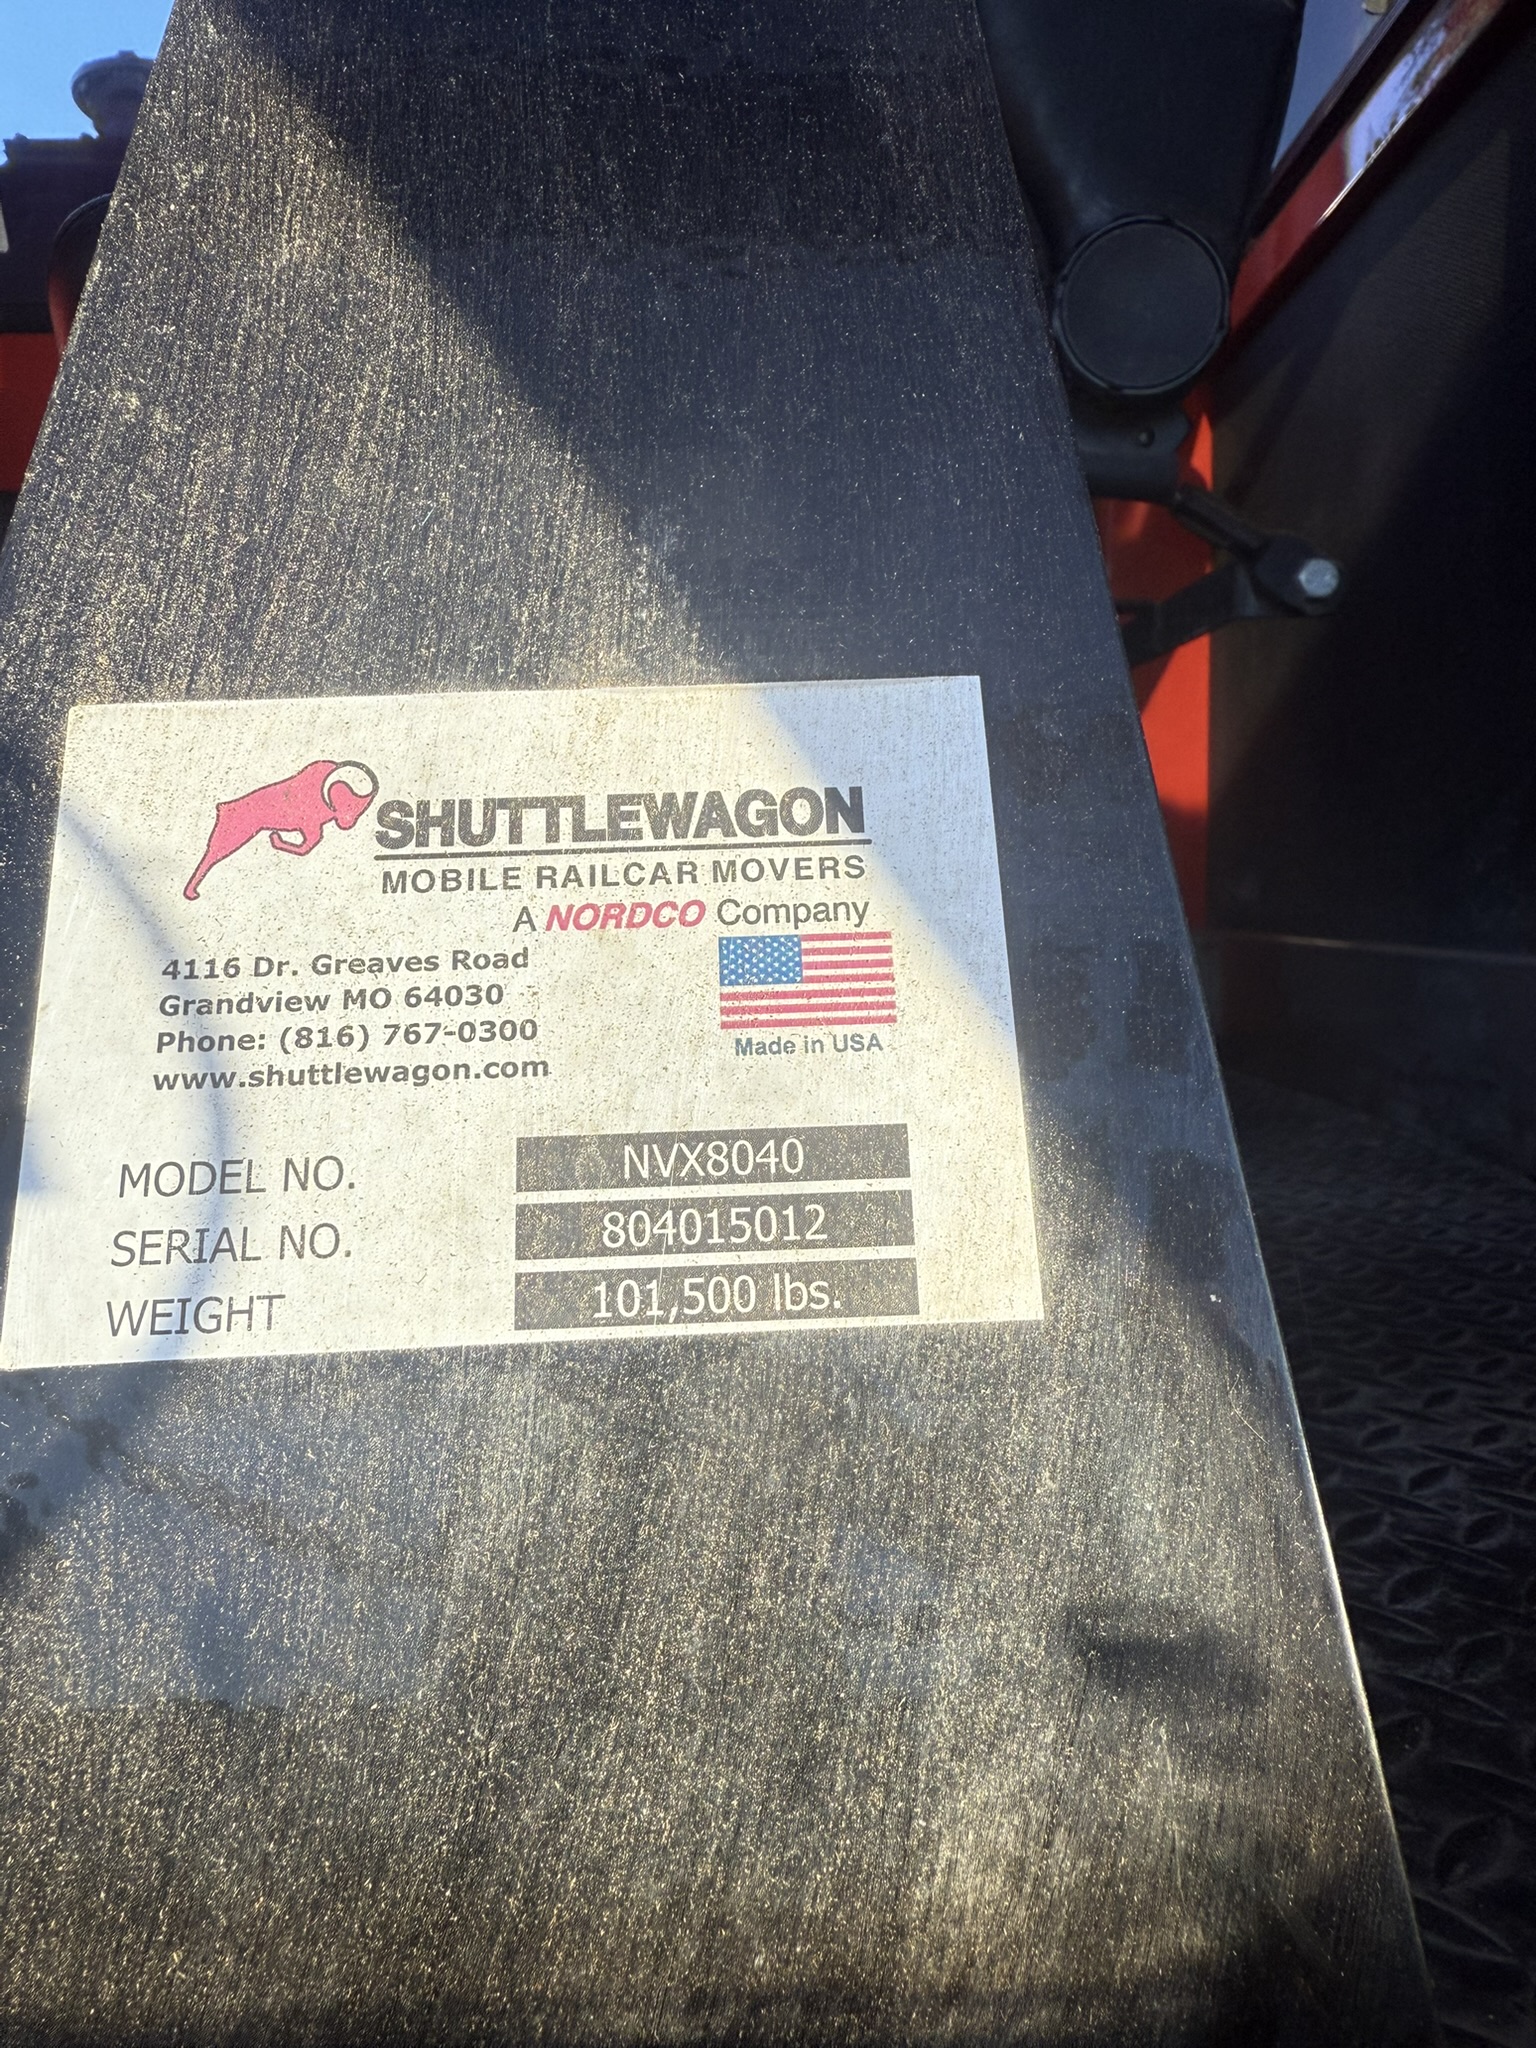 SHUTTLEWAGON
MOBILE RAILCAR MOVERS
A NORDCO Company
4116 Dr. Greaves Road
Grandview MO 64030
Phone: (816) 767-0300
www.shuttlewagon.com
Made in USA
MODEL NO. NVX8040
SERIAL NO. 804015012
WEIGHT 101,500 lbs.